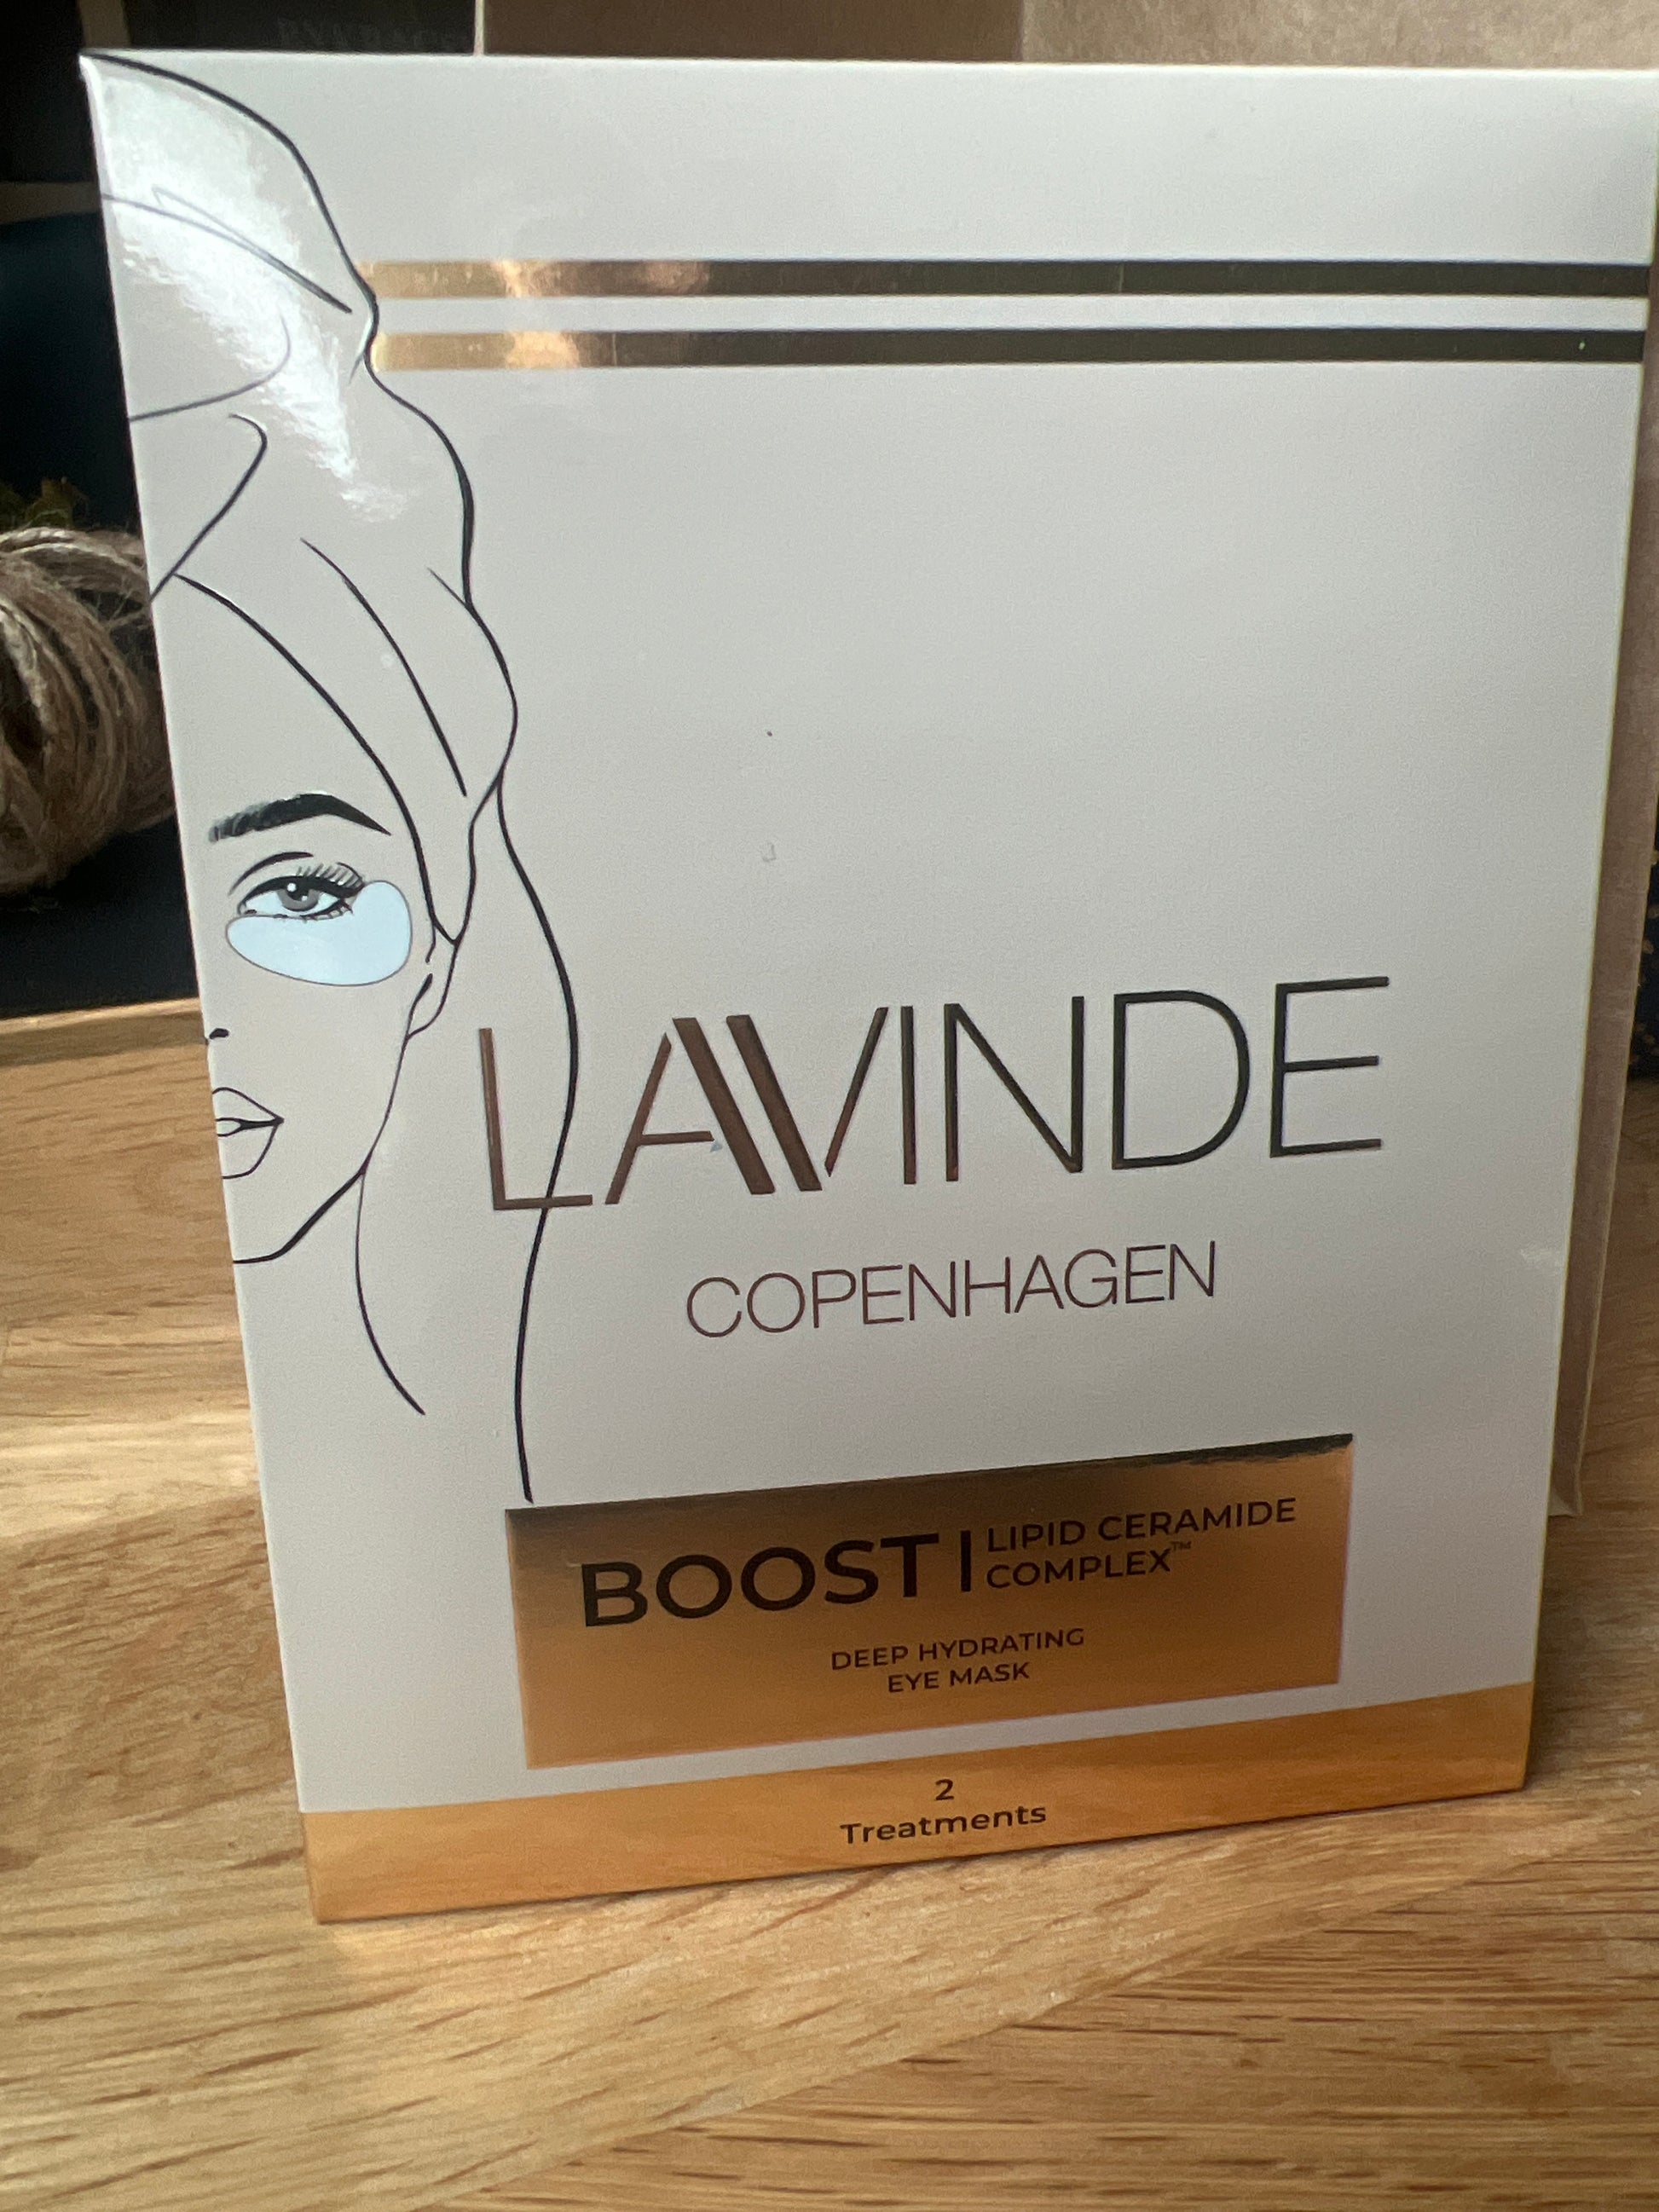 LAVINDE
COPENHAGEN
BOOST | LIPID CERAMIDE
COMPLEX™
DEEP HYDRATING
EYE MASK
2
Treatments